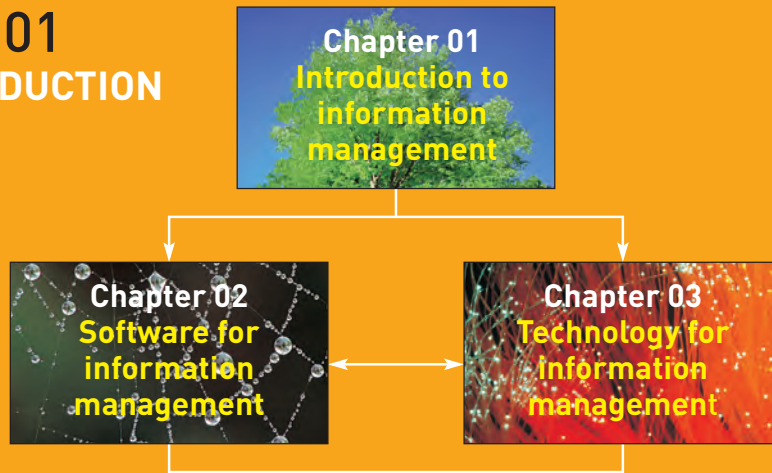 01
DUCTION
Chapter 01
Introduction to
information
management
Chapter 02
Software for
information
management
Chapter 03
Technology for
information
management